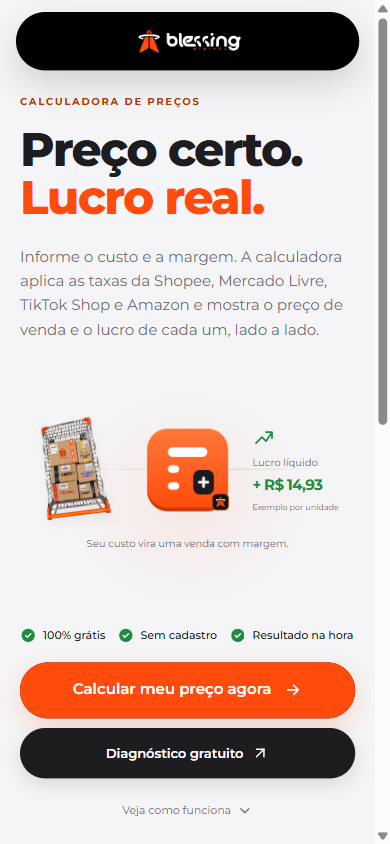 blessing
CALCULADORA DE PREÇOS
Preço certo.
Lucro real.
Informe o custo e a margem. A calculadora
aplica as taxas da Shopee, Mercado Livre,
TikTok Shop e Amazon e mostra o preço de
venda e o lucro de cada um, lado a lado.
Lucro líquido
+ R$ 14,93
Exemplo por unidade
Seu custo vira uma venda com margem.
100% grátis
Sem cadastro
Resultado na hora
Calcular meu preço agora
Diagnóstico gratuito
Veja como funciona